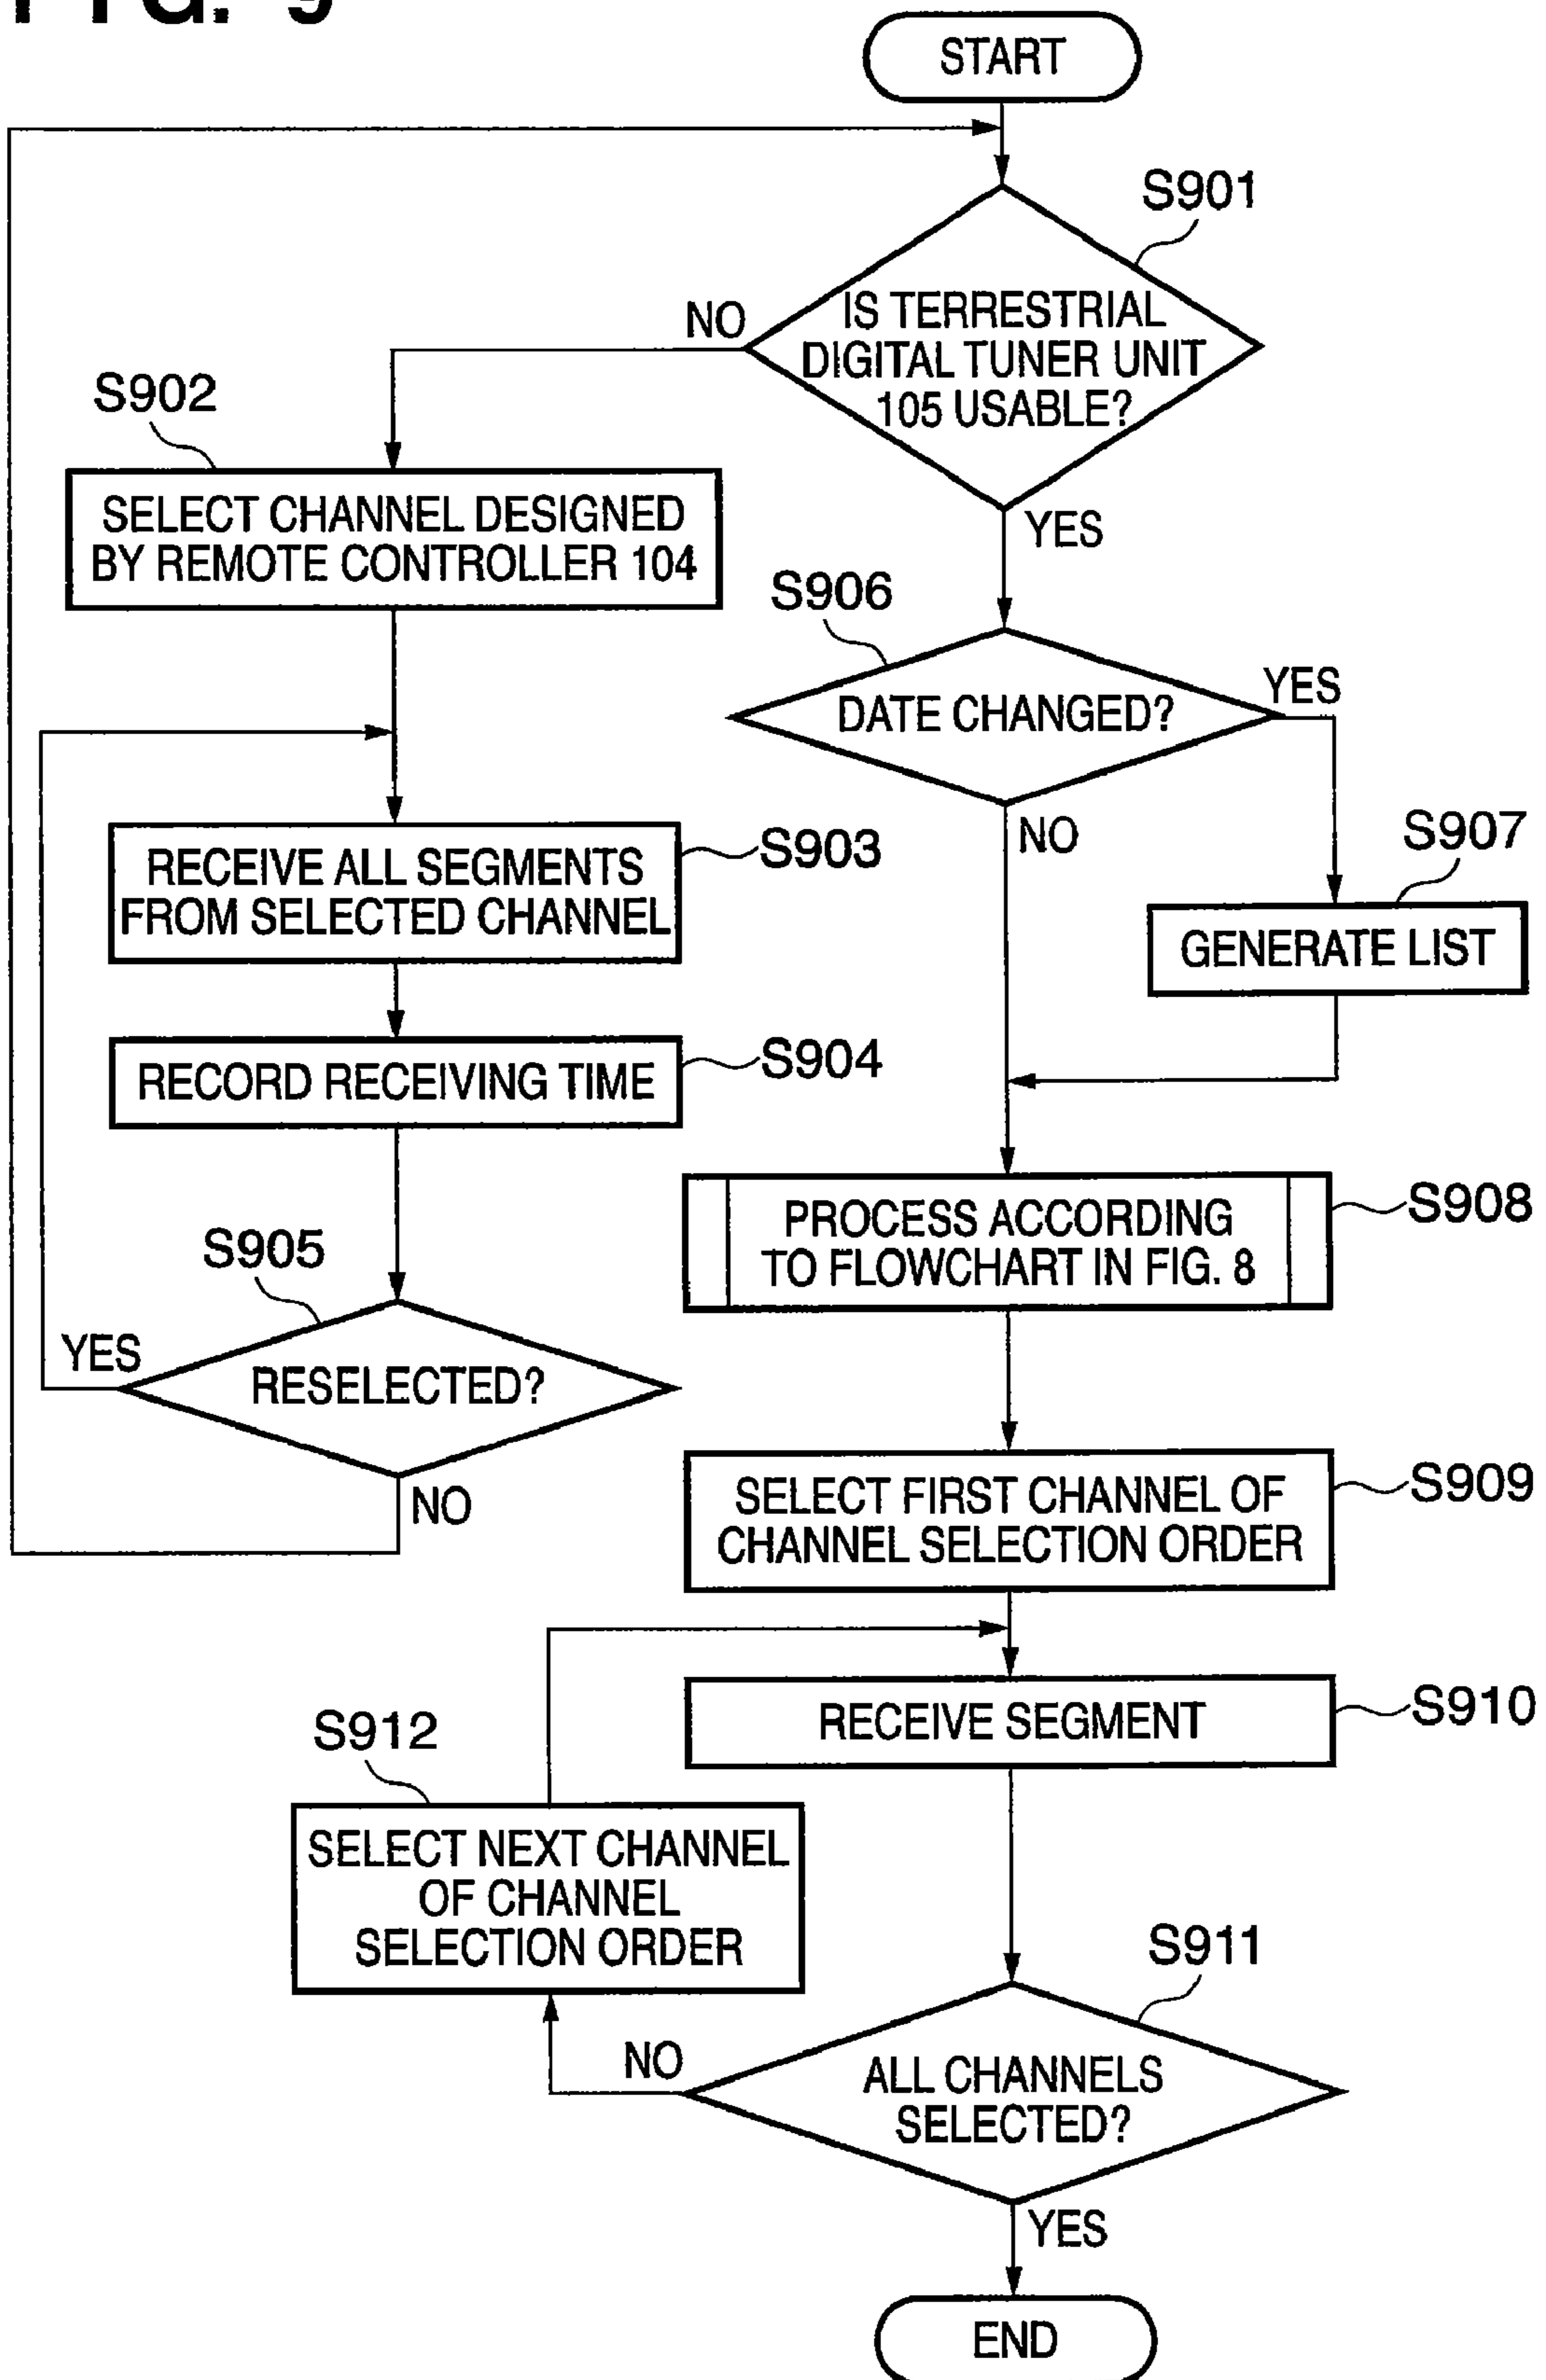 FIG. 9
START
S901
IS TERRESTRIAL
DIGITAL TUNER UNIT
105 USABLE?
NO
YES
S902
SELECT CHANNEL DESIGNED
BY REMOTE CONTROLLER 104
S906
DATE CHANGED?
YES
NO
S903
RECEIVE ALL SEGMENTS
FROM SELECTED CHANNEL
S907
GENERATE LIST
S904
RECORD RECEIVING TIME
S908
PROCESS ACCORDING
TO FLOWCHART IN FIG. 8
S905
RESELECTED?
YES
NO
S909
SELECT FIRST CHANNEL OF
CHANNEL SELECTION ORDER
S910
RECEIVE SEGMENT
S912
SELECT NEXT CHANNEL
OF CHANNEL
SELECTION ORDER
S911
ALL CHANNELS
SELECTED?
NO
YES
END